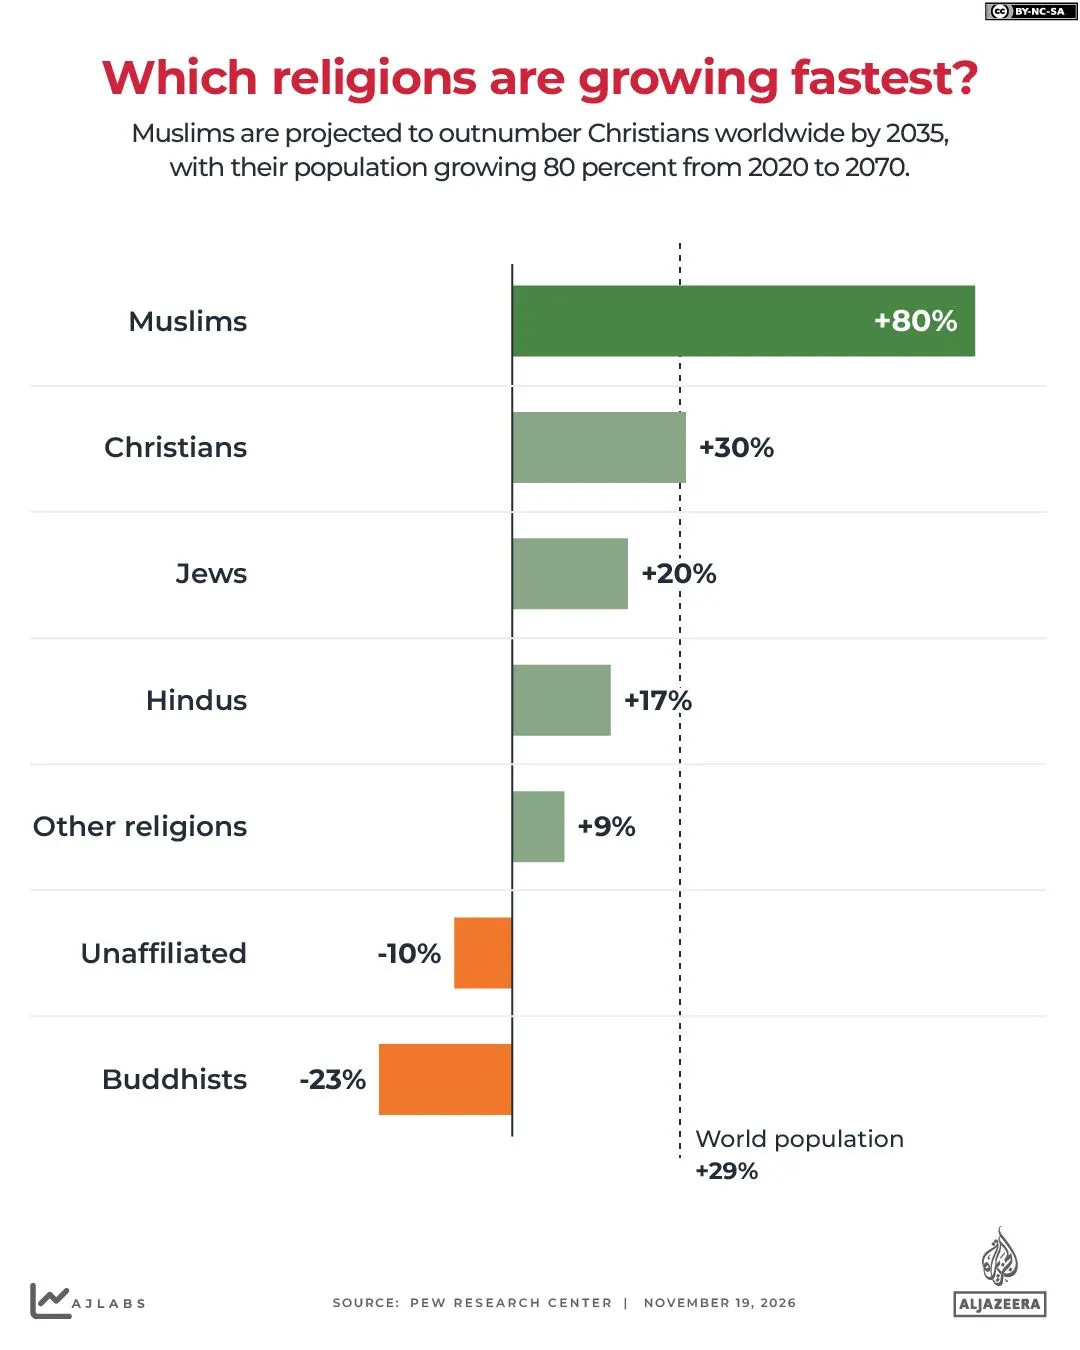 BY-NC-SA
Which religions are growing fastest?
Muslims are projected to outnumber Christians worldwide by 2035,
with their population growing 80 percent from 2020 to 2070.
Muslims +80%
Christians +30%
Jews +20%
Hindus +17%
Other religions +9%
Unaffiliated -10%
Buddhists -23%
World population
+29%
AJLABS
SOURCE: PEW RESEARCH CENTER | NOVEMBER 19, 2026
ALJAZEERA